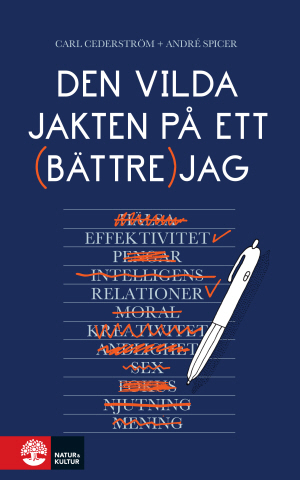 CARL CEDERSTRÖM + ANDRÉ SPICER
DEN VILDA
JAKTEN PÅ ETT
(BÄTTRE) JAG
HÄLSA
EFFEKTIVITET
PENGAR
INTELLIGENS
RELATIONER
MORAL
KREATIVITET
ANDLIGHET
SEX
FOKUS
NJUTNING
MENING
NATUR&
KULTUR